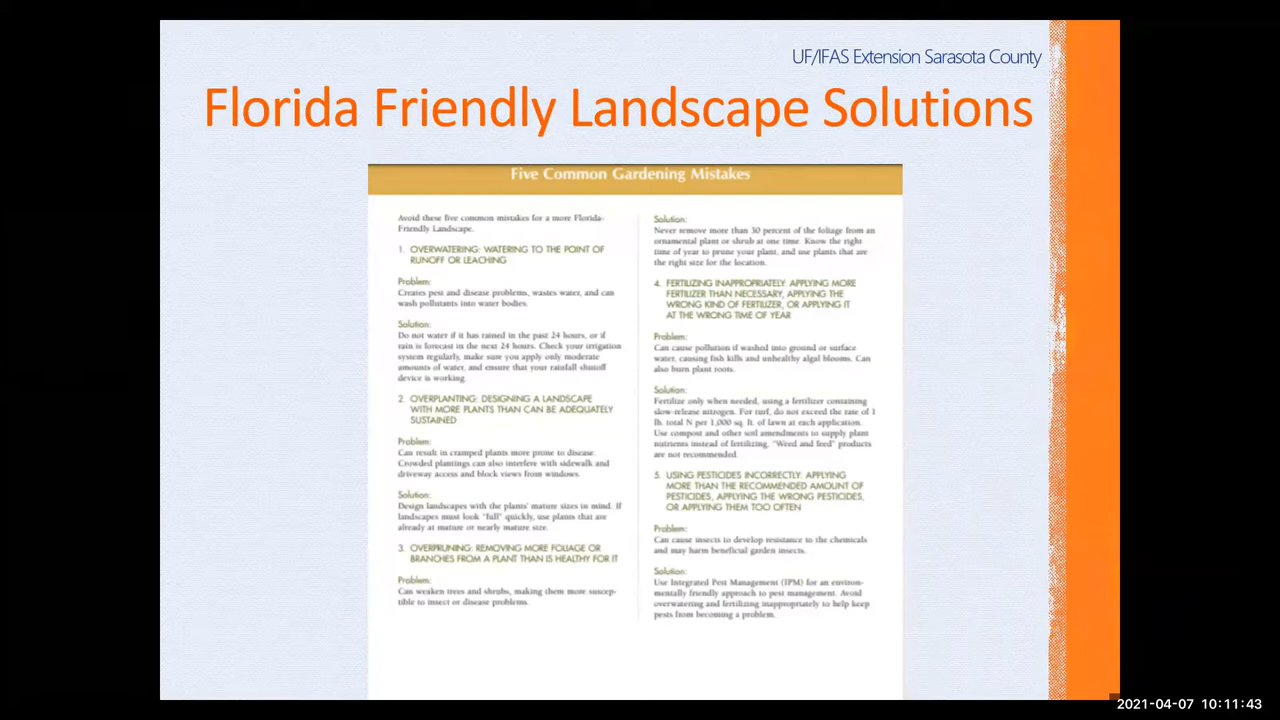 UF/IFAS Extension Sarasota County
Florida Friendly Landscape Solutions
Five Common Gardening Mistakes
Avoid these five common mistakes for a more Florida-
Friendly Landscape.
1. OVERWATERING: WATERING TO THE POINT OF
RUNOFF OR LEACHING
Problem:
Creates pest and disease problems, wastes water, and can
wash pollutants into water bodies.
Solution:
Do not water if it has rained in the past 24 hours, or if
rain is forecast in the next 24 hours. Check your irrigation
system regularly, make sure you apply only moderate
amounts of water, and ensure that your rainfall shutoff
device is working.
2. OVERPLANTING: DESIGNING A LANDSCAPE
WITH MORE PLANTS THAN CAN BE ADEQUATELY
SUSTAINED
Problem:
Can result in cramped plants more prone to disease.
Crowded plantings can also interfere with sidewalk and
driveway access and block views from windows.
Solution:
Design landscapes with the plants' mature sizes in mind. If
landscapes must look "full" quickly, use plants that are
already at mature or nearly mature size.
3. OVERPRUNING: REMOVING MORE FOLIAGE OR
BRANCHES FROM A PLANT THAN IS HEALTHY FOR IT
Problem:
Can weaken trees and shrubs, making them more suscep-
tible to insect or disease problems.
Solution:
Never remove more than 30 percent of the foliage from an
ornamental plant or shrub at one time. Know the right
time of year to prune your plant, and use plants that are
the right size for the location.
4. FERTILIZING INAPPROPRIATELY: APPLYING MORE
FERTILIZER THAN NECESSARY, APPLYING THE
WRONG KIND OF FERTILIZER, OR APPLYING IT
AT THE WRONG TIME OF YEAR
Problem:
Can cause pollution if washed into ground or surface
water, causing fish kills and unhealthy algal blooms. Can
also burn plant roots.
Solution:
Fertilize only when needed, using a fertilizer containing
slow-release nitrogen. For turf, do not exceed the rate of 1
lb. total N per 1,000 sq. ft. of lawn at each application.
Use compost and other soil amendments to supply plant
nutrients instead of fertilizing. "Weed and feed" products
are not recommended.
5. USING PESTICIDES INCORRECTLY: APPLYING
MORE THAN THE RECOMMENDED AMOUNT OF
PESTICIDES, APPLYING THE WRONG PESTICIDES,
OR APPLYING THEM TOO OFTEN
Problem:
Can cause insects to develop resistance to the chemicals
and may harm beneficial garden insects.
Solution:
Use Integrated Pest Management (IPM) for an environ-
mentally friendly approach to pest management. Avoid
overwatering and fertilizing inappropriately to help keep
pests from becoming a problem.
2021-04-07 10:11:43